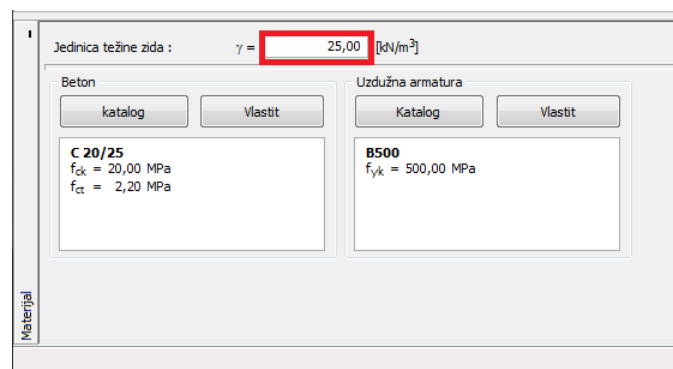 Jedinica težine zida : γ = 25,00 [kN/m³]
Beton
katalog Vlastit
C 20/25
fck = 20,00 MPa
fct = 2,20 MPa
Uzdužna armatura
Katalog Vlastit
B500
fyk = 500,00 MPa
Materijal